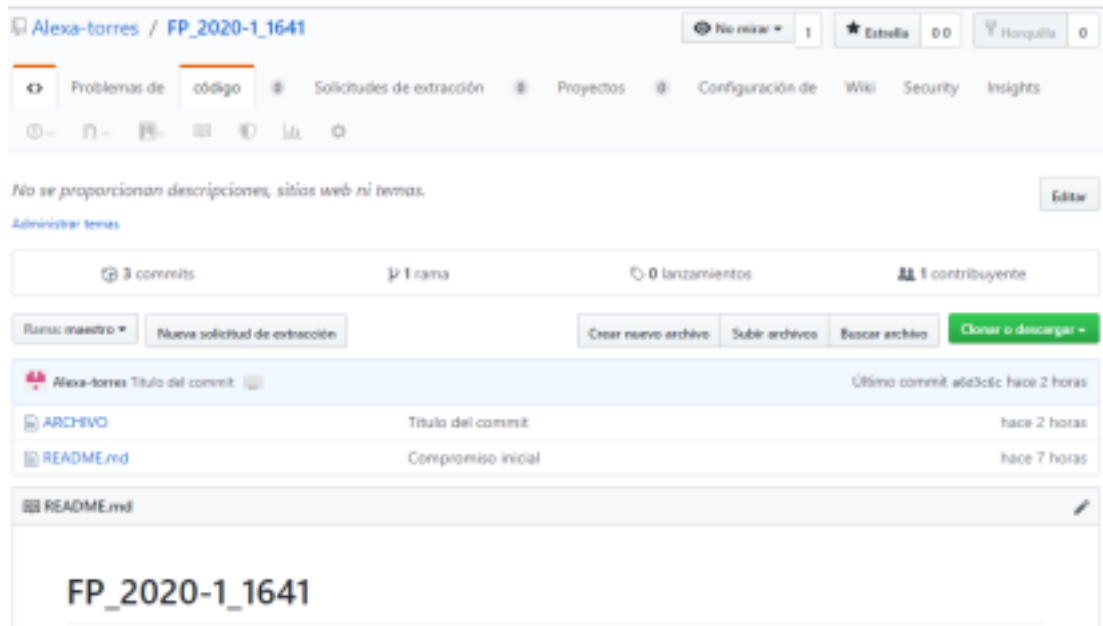 Alexa-torres / FP_2020-1_1641
No mirar 1 Estrella 0 0 Horquilla 0
Problemas de código 0 Solicitudes de extracción 0 Proyectos 0 Configuración de Wiki Security Insights
No se proporcionan descripciones, sitios web ni temas.
Editar
Administrar temas
3 commits 1 rama 0 lanzamientos 1 contribuyente
Rama: maestro Nueva solicitud de extracción Crear nuevo archivo Subir archivos Buscar archivo Clonar o descargar
Alexa-torres Titulo del commit Último commit a6d3c6c hace 2 horas
ARCHIVO Titulo del commit hace 2 horas
README.md Compromiso inicial hace 7 horas
README.md
FP_2020-1_1641